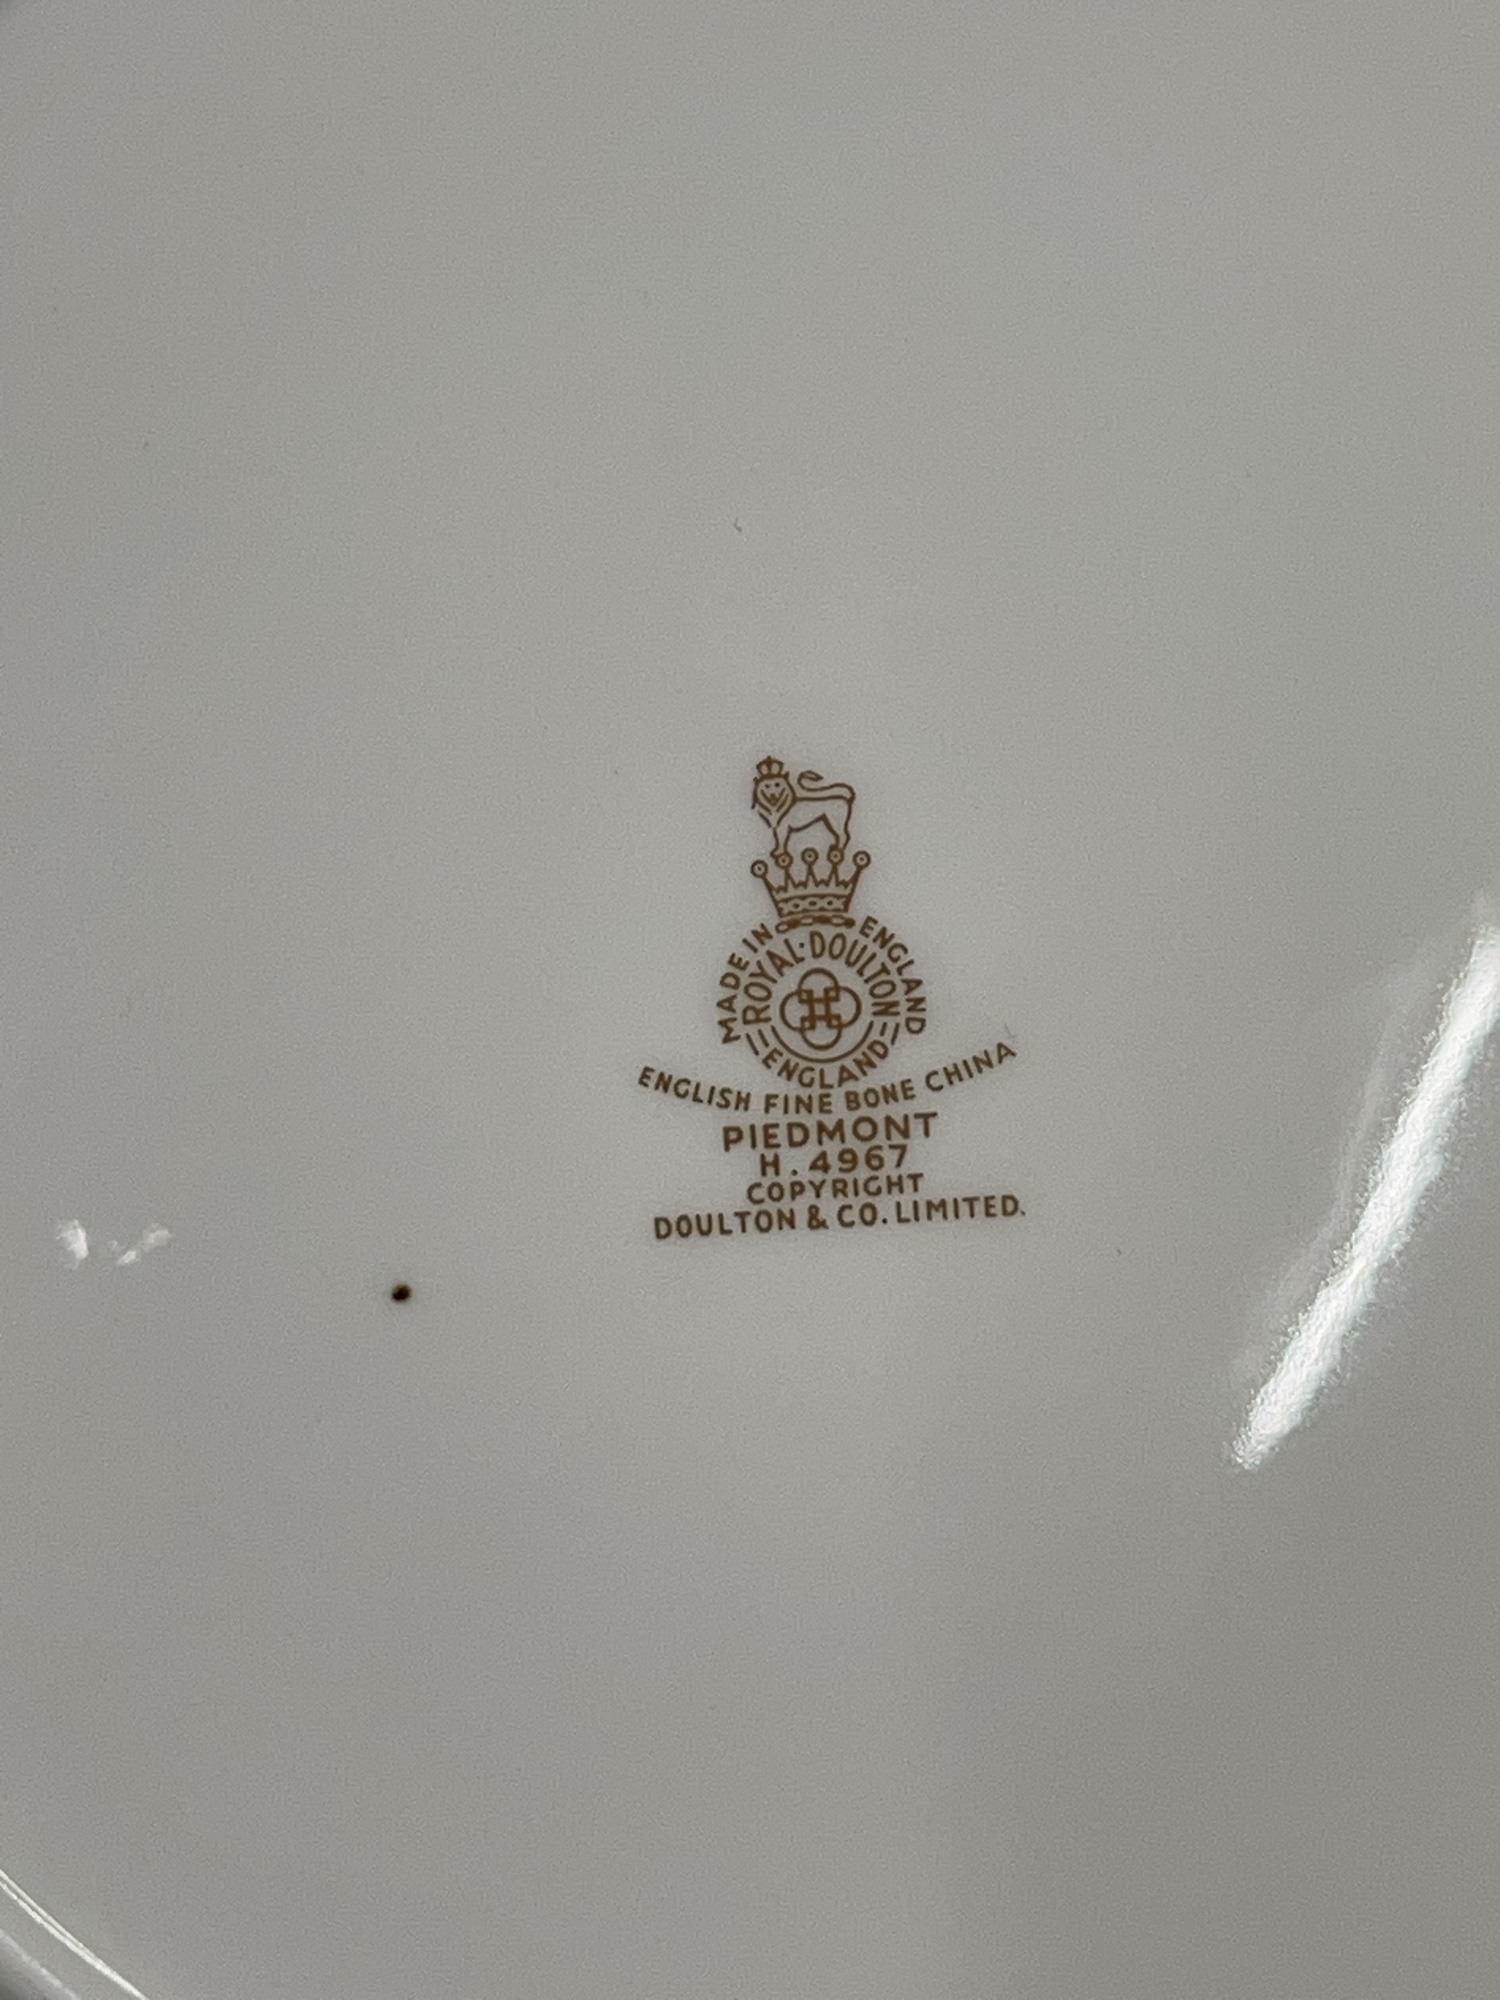 MADE IN ENGLAND
ROYAL·DOULTON
ENGLAND
ENGLISH FINE BONE CHINA
PIEDMONT
H.4967
COPYRIGHT
DOULTON & CO. LIMITED.